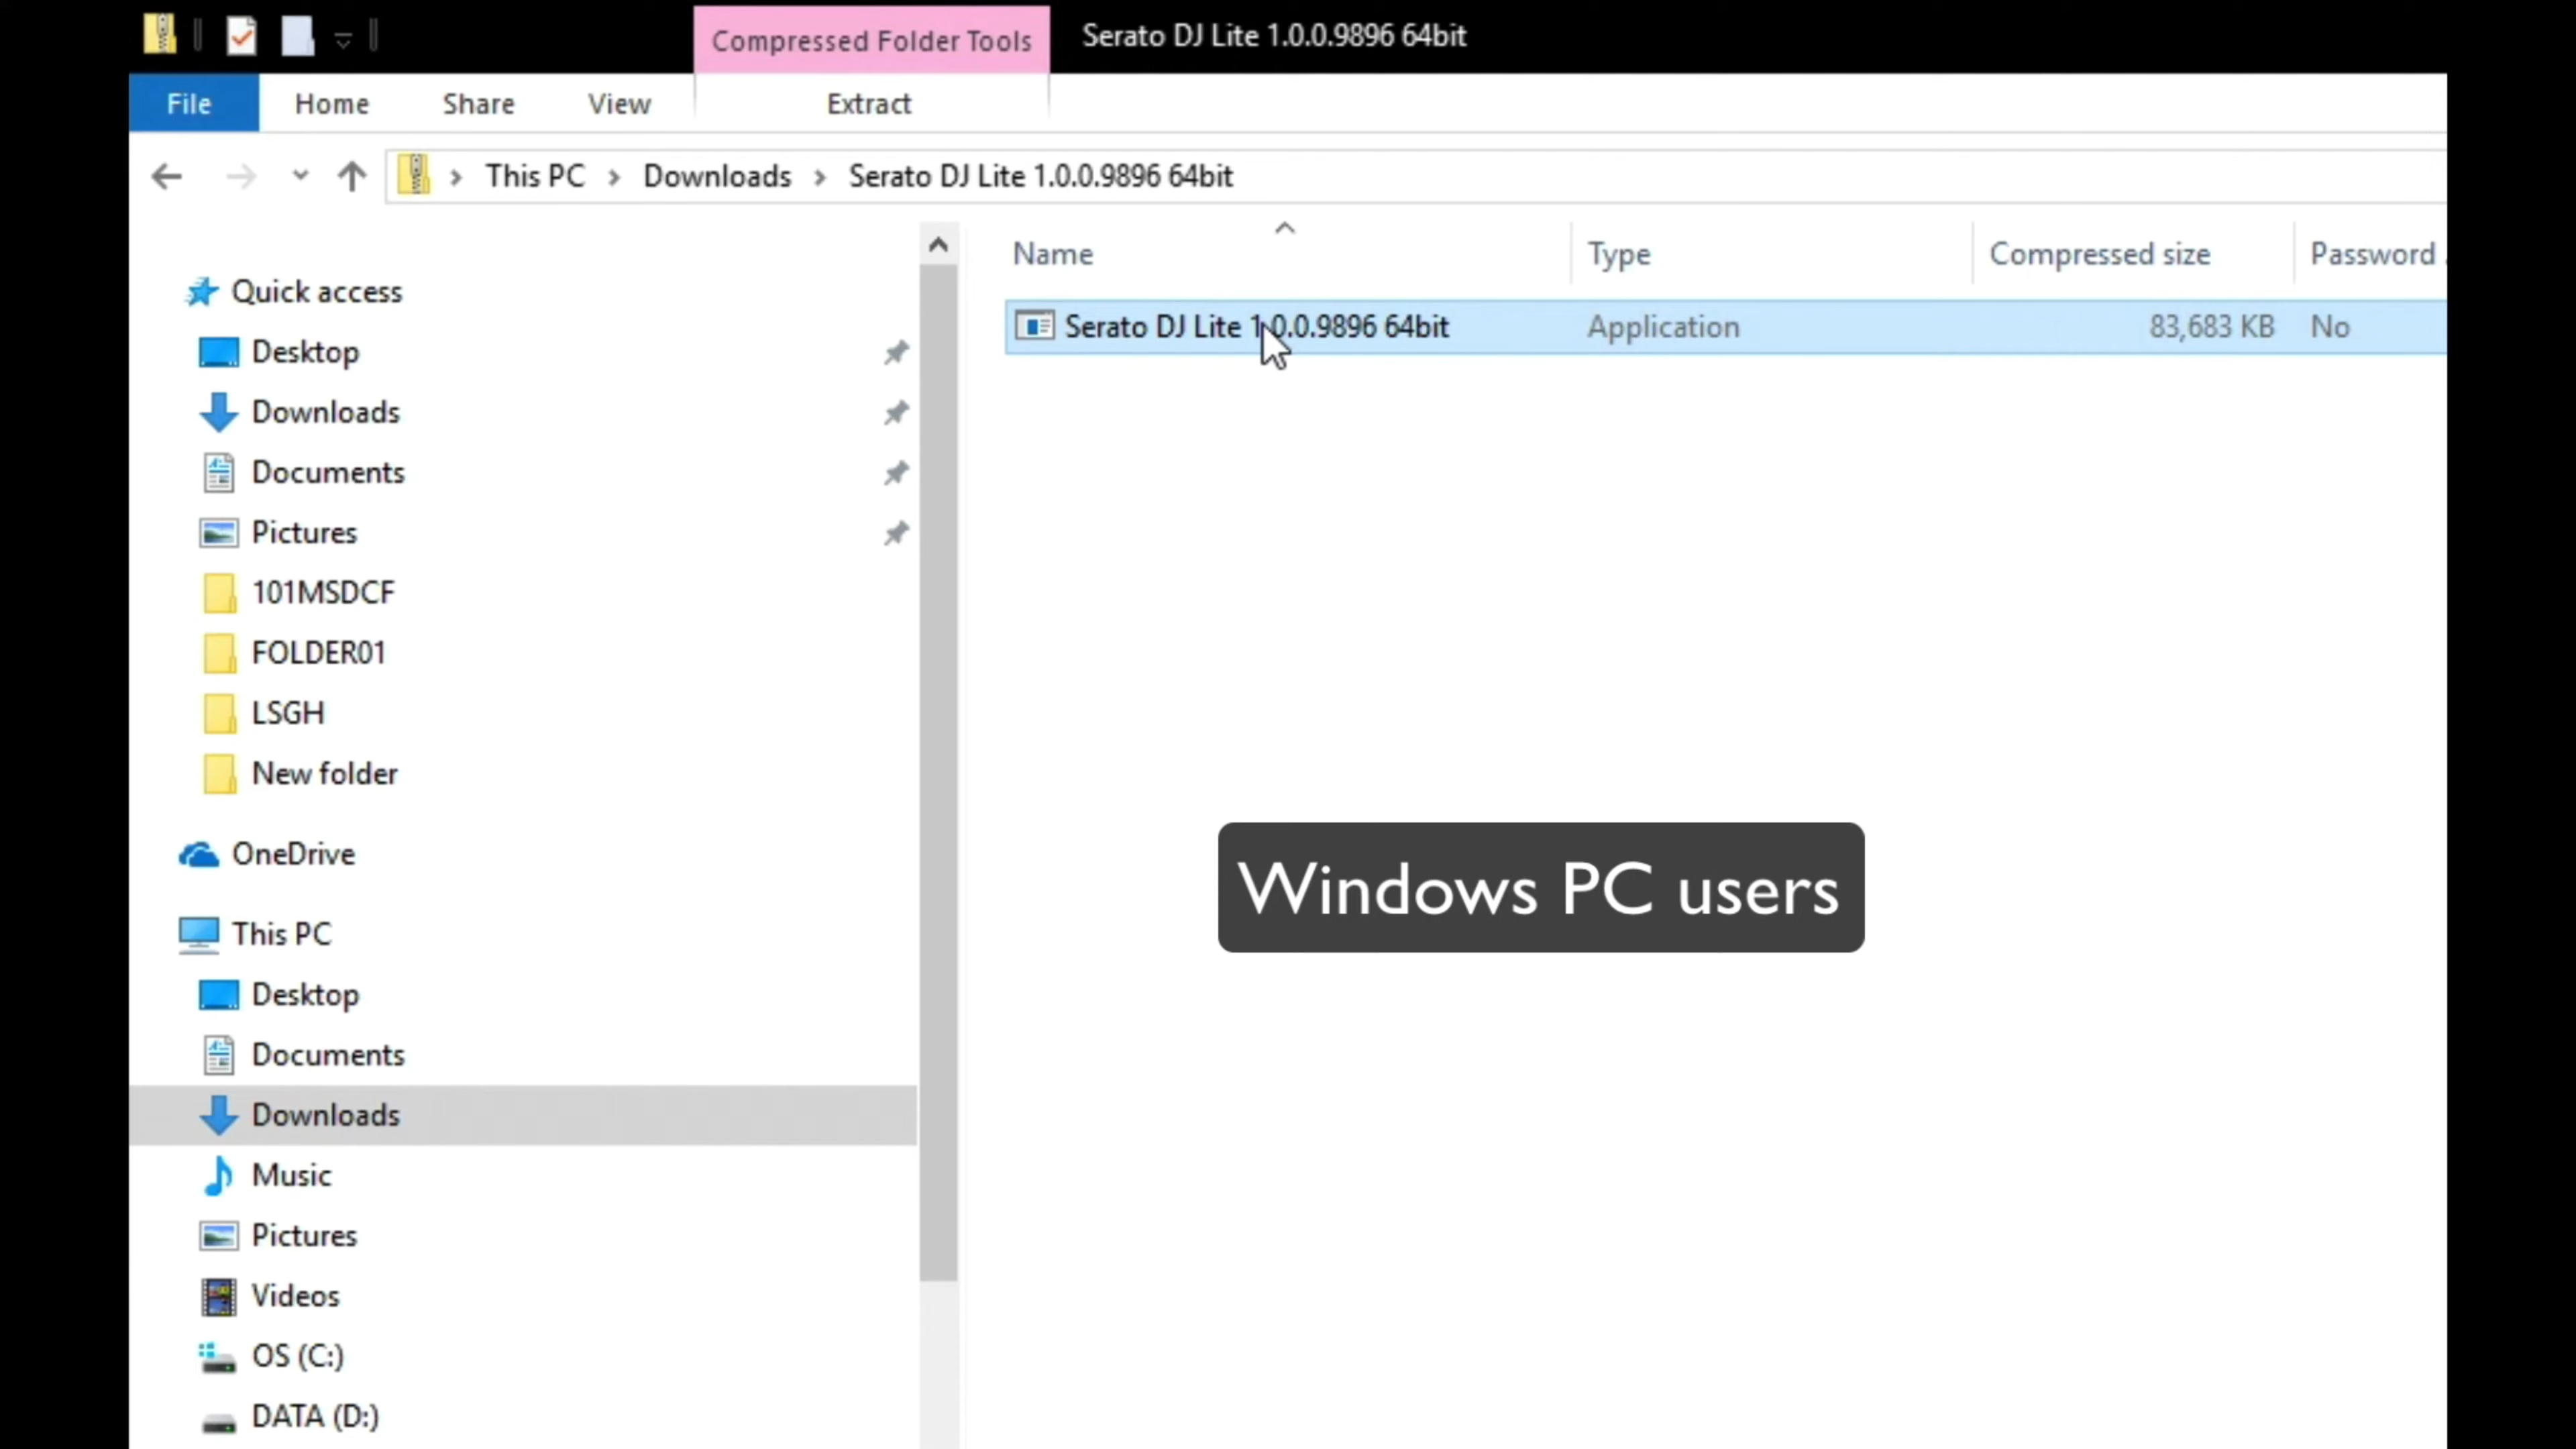 Compressed Folder Tools
Serato DJ Lite 1.0.0.9896 64bit
File
Home
Share
View
Extract
This PC
Downloads
Serato DJ Lite 1.0.0.9896 64bit
Name
Type
Compressed size
Password
Serato DJ Lite 1.0.0.9896 64bit
Application
83,683 KB
No
Quick access
Desktop
Downloads
Documents
Pictures
101MSDCF
FOLDER01
LSGH
New folder
OneDrive
This PC
Desktop
Documents
Downloads
Music
Pictures
Videos
OS (C:)
DATA (D:)
Windows PC users